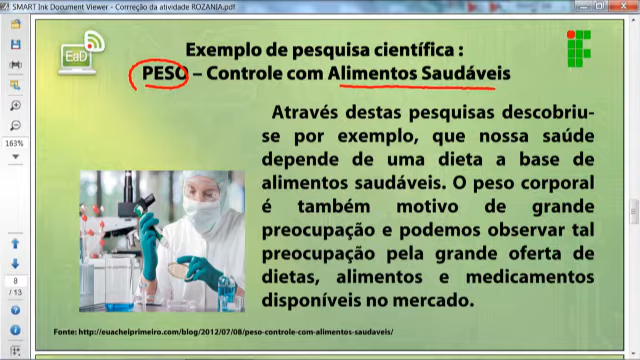 SMART Ink Document Viewer - Corrreção da atividade ROZANIA.pdf
EaD
Exemplo de pesquisa científica :
PESO – Controle com Alimentos Saudáveis
Através destas pesquisas descobriu-
se por exemplo, que nossa saúde
depende de uma dieta a base de
alimentos saudáveis. O peso corporal
é também motivo de grande
preocupação e podemos observar tal
preocupação pela grande oferta de
dietas, alimentos e medicamentos
disponíveis no mercado.
Fonte: http://euachelprimeiro.com/blog/2012/07/08/peso-controle-com-alimentos-saudaveis/
163%
8
/ 13